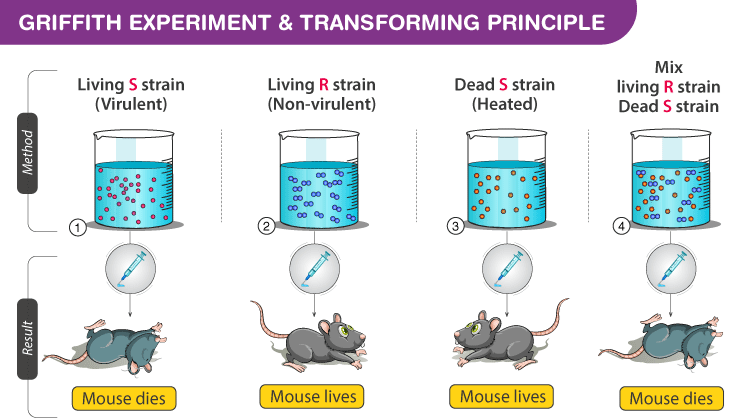 GRIFFITH EXPERIMENT & TRANSFORMING PRINCIPLE
Method
Living S strain
(Virulent)
Living R strain
(Non-virulent)
Dead S strain
(Heated)
Mix
living R strain
Dead S strain
1
2
3
4
Result
Mouse dies
Mouse lives
Mouse lives
Mouse dies